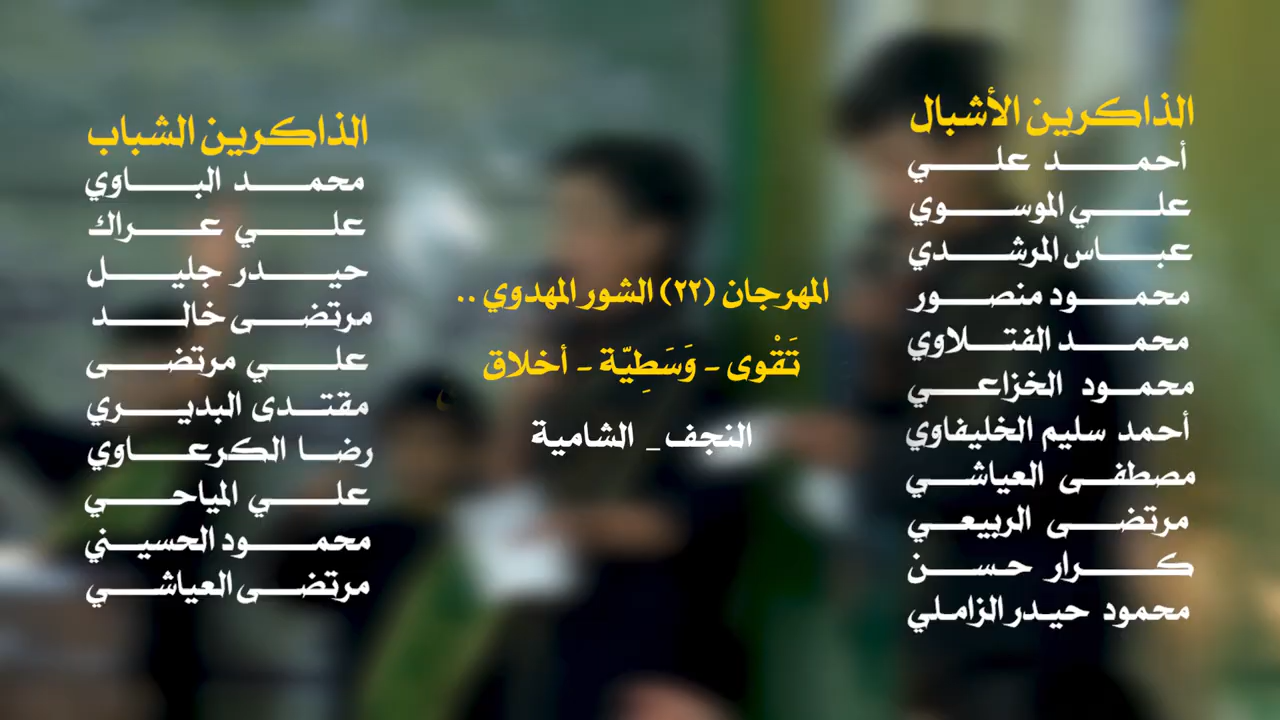 الذاكرين الأشبال
أحمد علي
علي الموسوي
عباس المرشدي
محمود منصور
محمد الفتلاوي
محمود الخزاعي
أحمد سليم الخليفاوي
مصطفى العياشي
مرتضى الربيعي
كرار حسن
محمود حيدر الزاملي
المهرجان (٢٢) الشور المهدوي ..
تَقْوى - وَسَطِيّة - أخلاق
النجف_ الشامية
الذاكرين الشباب
محمد الباوي
علي عراك
حيدر جليل
مرتضى خالد
علي مرتضى
مقتدى البديري
رضا الكرعاوي
علي المياحي
محمود الحسيني
مرتضى العياشي